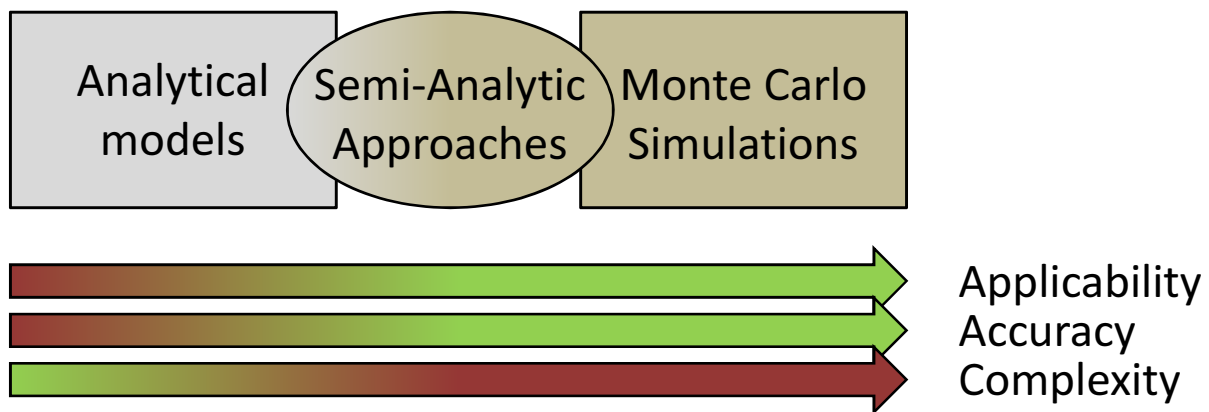 Analytical
models
Semi-Analytic
Approaches
Monte Carlo
Simulations
Applicability
Accuracy
Complexity